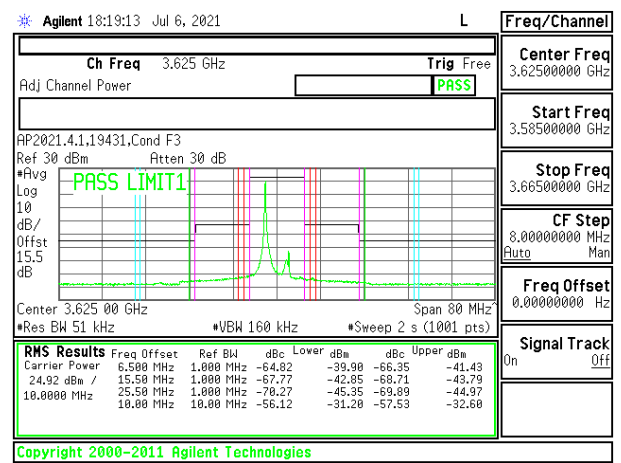 Agilent 18:19:13 Jul 6, 2021 L
Freq/Channel
Ch Freq 3.625 GHz Trig Free
Adj Channel Power PASS
Center Freq
3.62500000 GHz
Start Freq
3.58500000 GHz
AP2021.4.1,19431,Cond F3
Ref 30 dBm Atten 30 dB
#Avg
Log
10
dB/
Offst
15.5
dB
PASS LIMIT1
Stop Freq
3.66500000 GHz
CF Step
8.00000000 MHz
Auto Man
Freq Offset
0.00000000 Hz
Center 3.625 00 GHz Span 80 MHz^
#Res BW 51 kHz #VBW 160 kHz #Sweep 2 s (1001 pts)
Signal Track
On Off
RMS Results Freq Offset Ref BW dBc Lower dBm dBc Upper dBm
Carrier Power 6.500 MHz 1.000 MHz -64.82 -39.90 -66.35 -41.43
24.92 dBm / 15.50 MHz 1.000 MHz -67.77 -42.85 -68.71 -43.79
10.0000 MHz 25.50 MHz 1.000 MHz -70.27 -45.35 -69.89 -44.97
10.00 MHz 10.00 MHz -56.12 -31.20 -57.53 -32.60
Copyright 2000-2011 Agilent Technologies